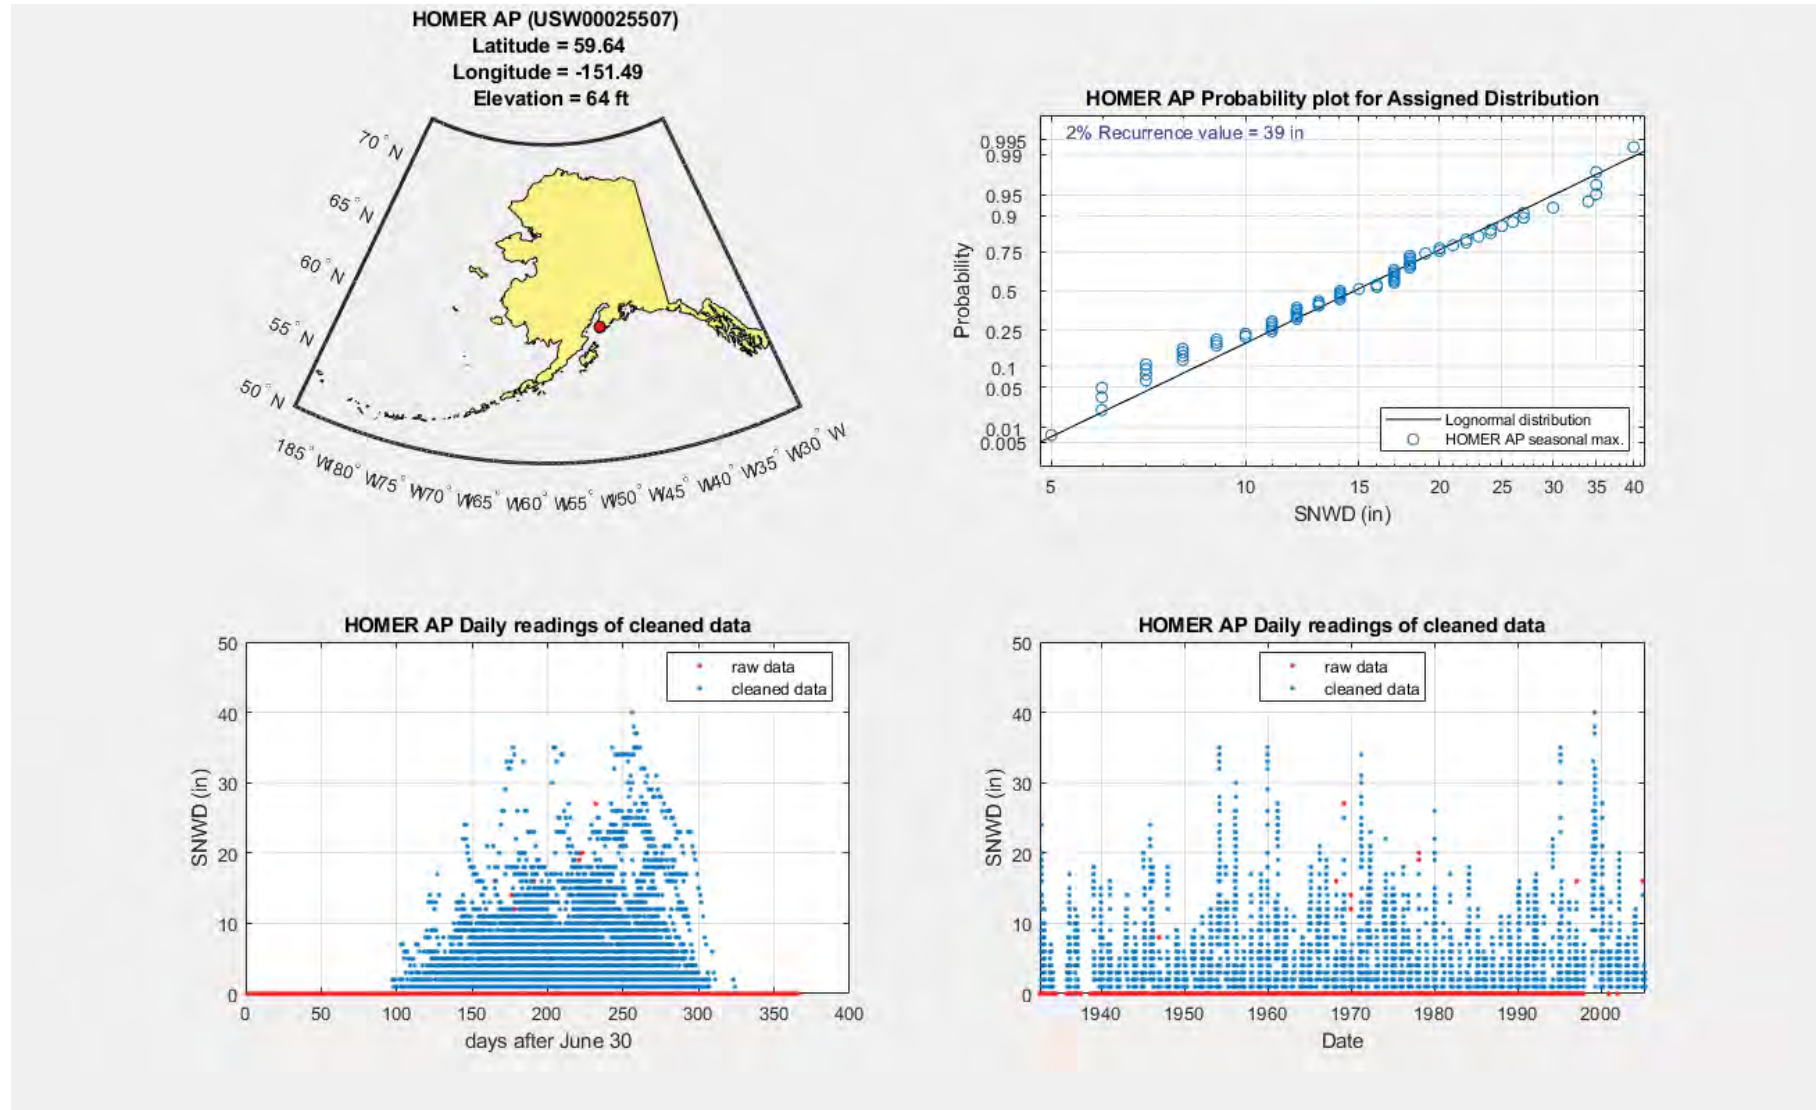 HOMER AP (USW00025507)
Latitude = 59.64
Longitude = -151.49
Elevation = 64 ft
70° N
65° N
60° N
55° N
50° N
185° W
180° W
175° W
170° W
165° W
160° W
155° W
150° W
145° W
140° W
135° W
130° W
HOMER AP Probability plot for Assigned Distribution
2% Recurrence value = 39 in
0.995
0.99
0.95
0.9
0.75
0.5
0.25
0.1
0.05
0.01
0.005
Probability
Lognormal distribution
HOMER AP seasonal max.
5 10 15 20 25 30 35 40
SNWD (in)
HOMER AP Daily readings of cleaned data
50
40
30
20
10
0
SNWD (in)
raw data
cleaned data
0 50 100 150 200 250 300 350 400
days after June 30
HOMER AP Daily readings of cleaned data
50
40
30
20
10
0
SNWD (in)
raw data
cleaned data
1940 1950 1960 1970 1980 1990 2000
Date